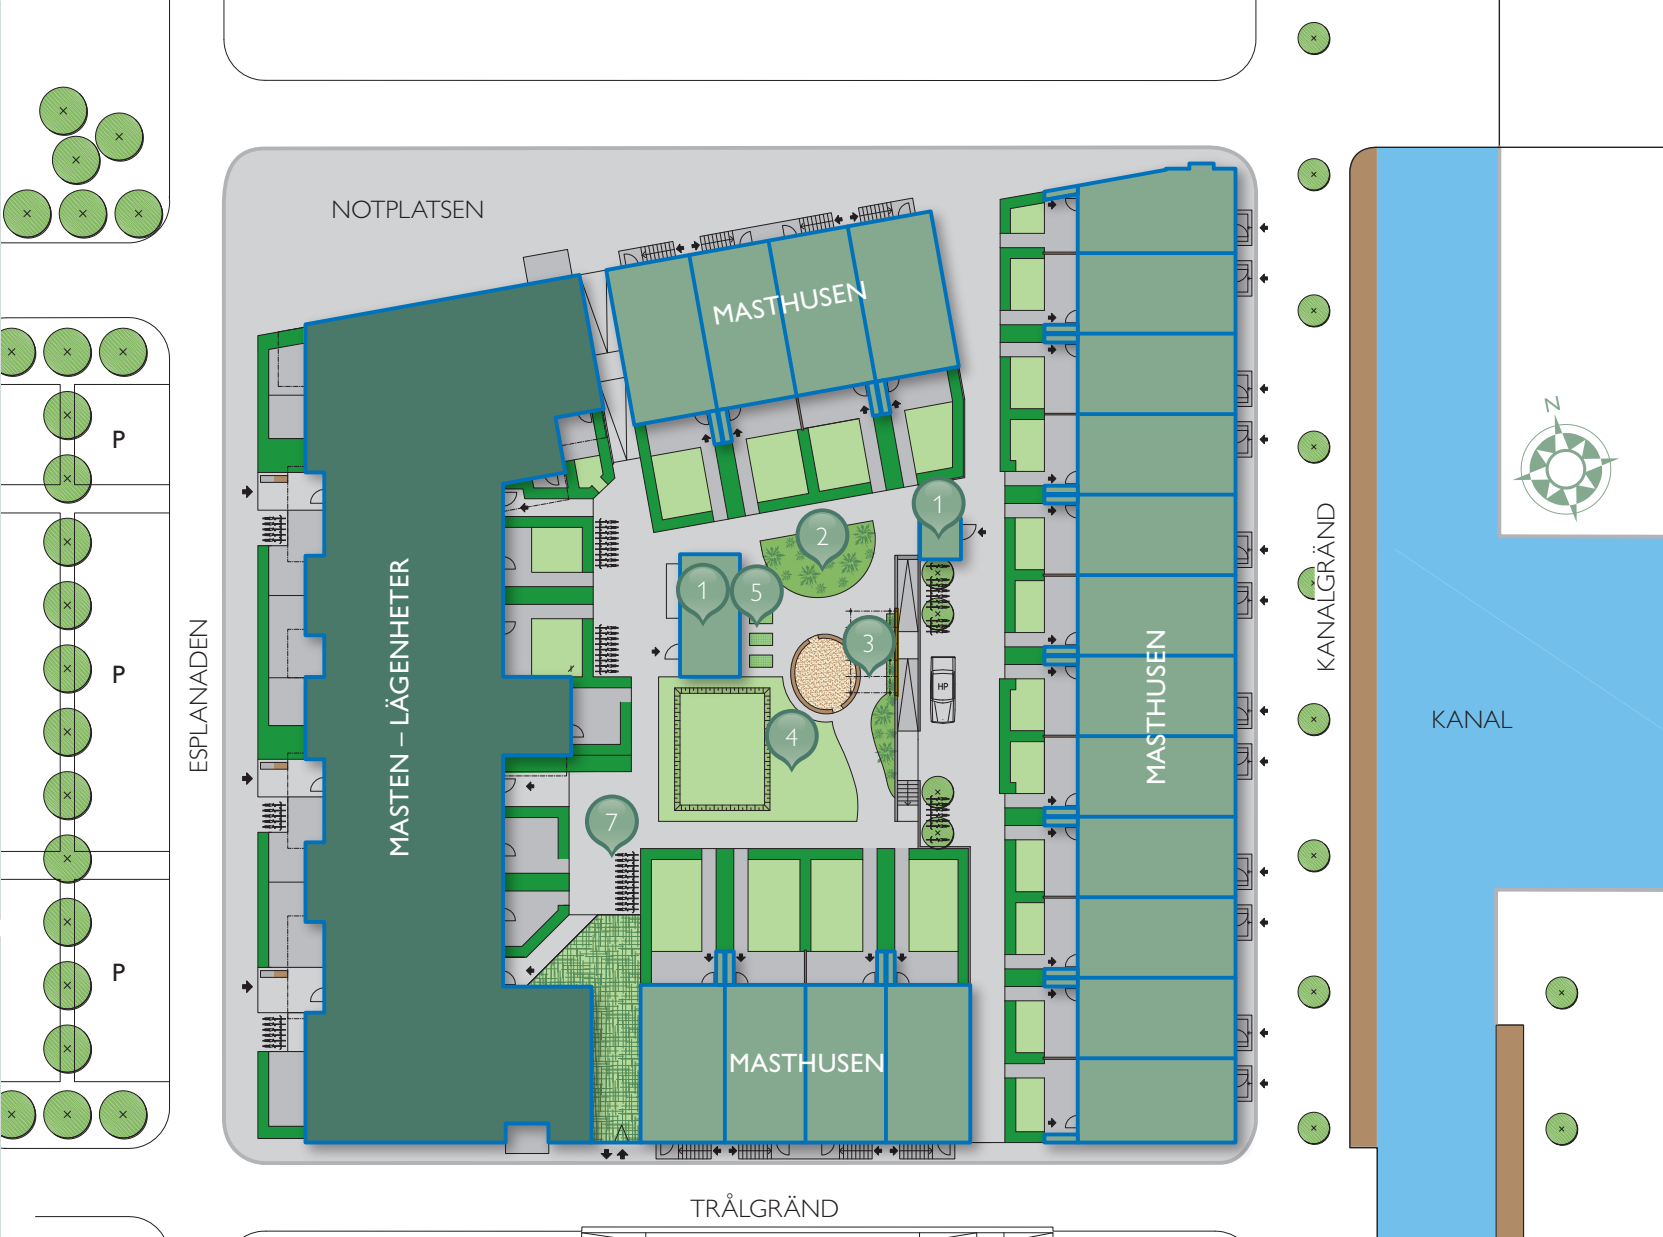 NOTPLATSEN
MASTHUSEN
N
P
1
2
1
5
KANALGRÄND
MASTEN – LÄGENHETER
ESPLANADEN
3
P
HP
MASTHUSEN
KANAL
4
7
P
MASTHUSEN
TRÅLGRÄND